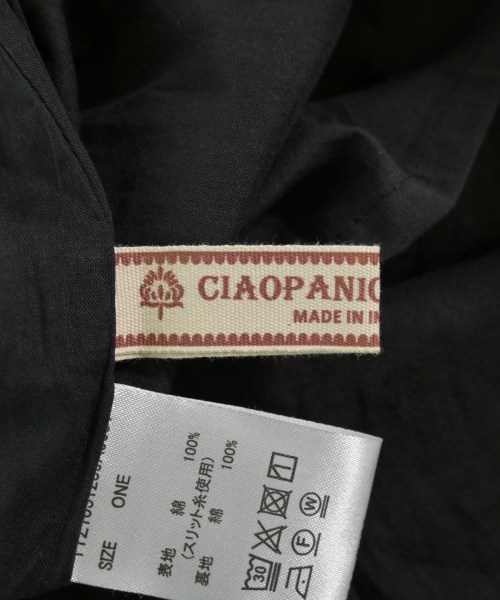 CIAOPANIC
MADE IN
SIZE ONE
表地 綿 100%
(スリット糸使用)
裏地 綿 100%
30
W
F